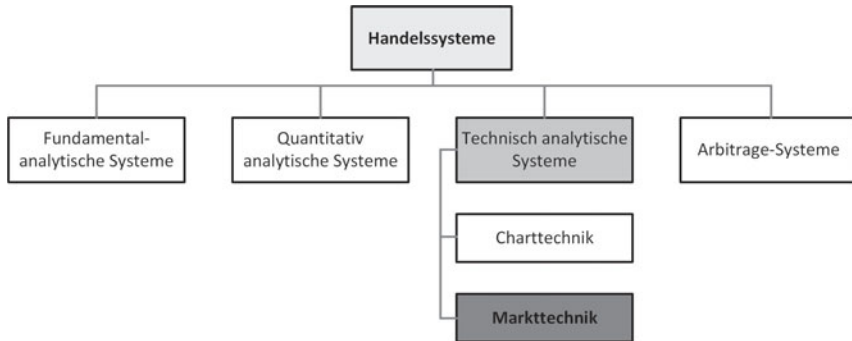 Handelssysteme
Fundamental-
analytische Systeme
Quantitativ
analytische Systeme
Technisch analytische
Systeme
Arbitrage-Systeme
Charttechnik
Markttechnik